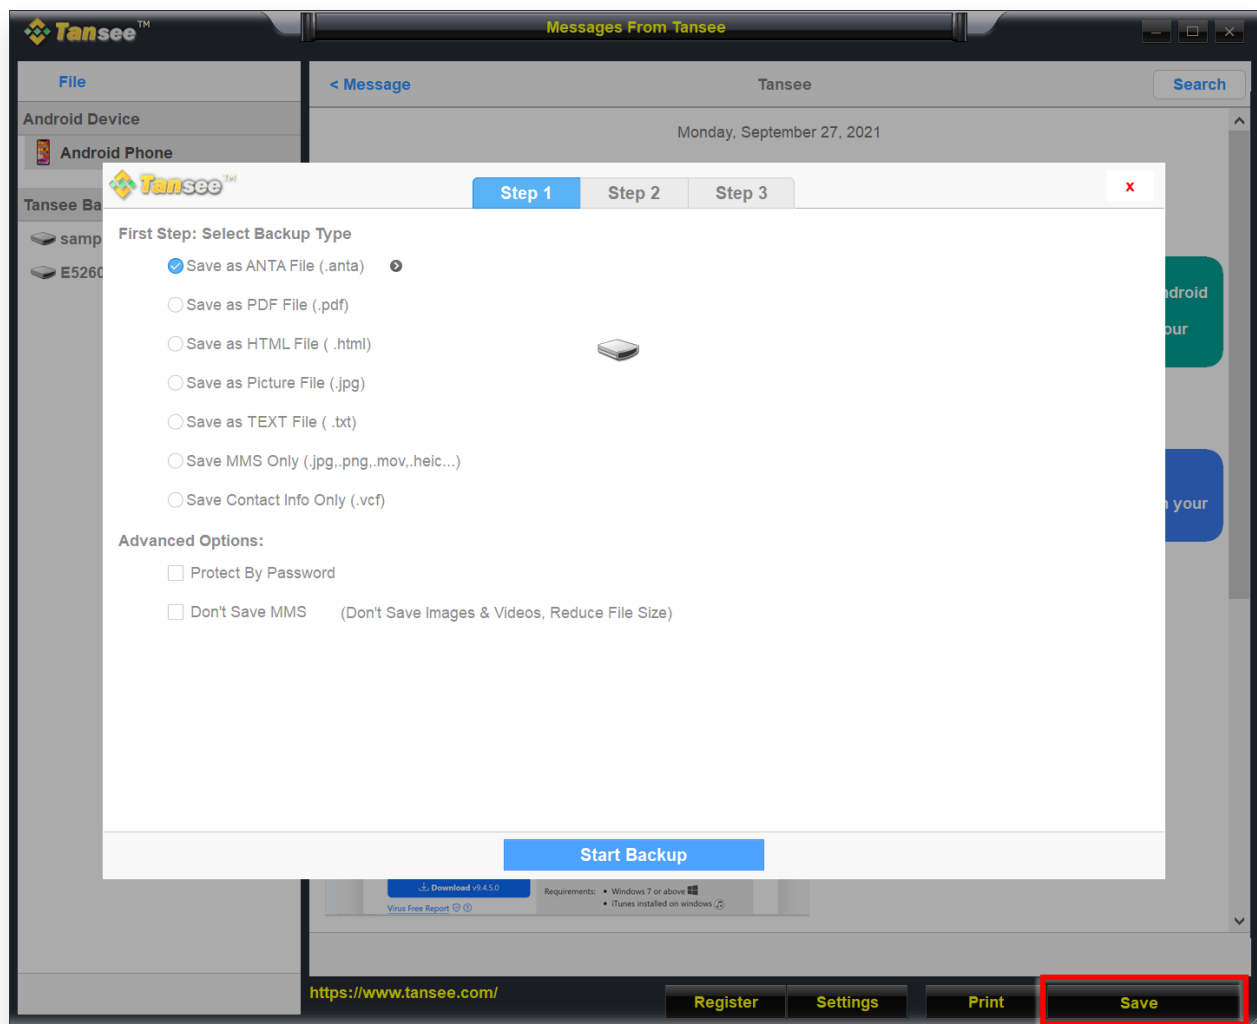 Tansee™
Messages From Tansee
File
< Message
Tansee
Search
Android Device
Monday, September 27, 2021
Android Phone
Tansee™
Step 1
Step 2
Step 3
x
Tansee Ba
samp
E5260
First Step: Select Backup Type
Save as ANTA File (.anta)
Save as PDF File (.pdf)
Save as HTML File ( .html)
Save as Picture File (.jpg)
Save as TEXT File ( .txt)
Save MMS Only (.jpg,.png,.mov,.heic...)
Save Contact Info Only (.vcf)
Advanced Options:
Protect By Password
Don't Save MMS (Don't Save Images & Videos, Reduce File Size)
ndroid
our
n your
Start Backup
Download v9.4.5.0
Virus Free Report
Requirements: • Windows 7 or above
• iTunes installed on windows
https://www.tansee.com/
Register
Settings
Print
Save